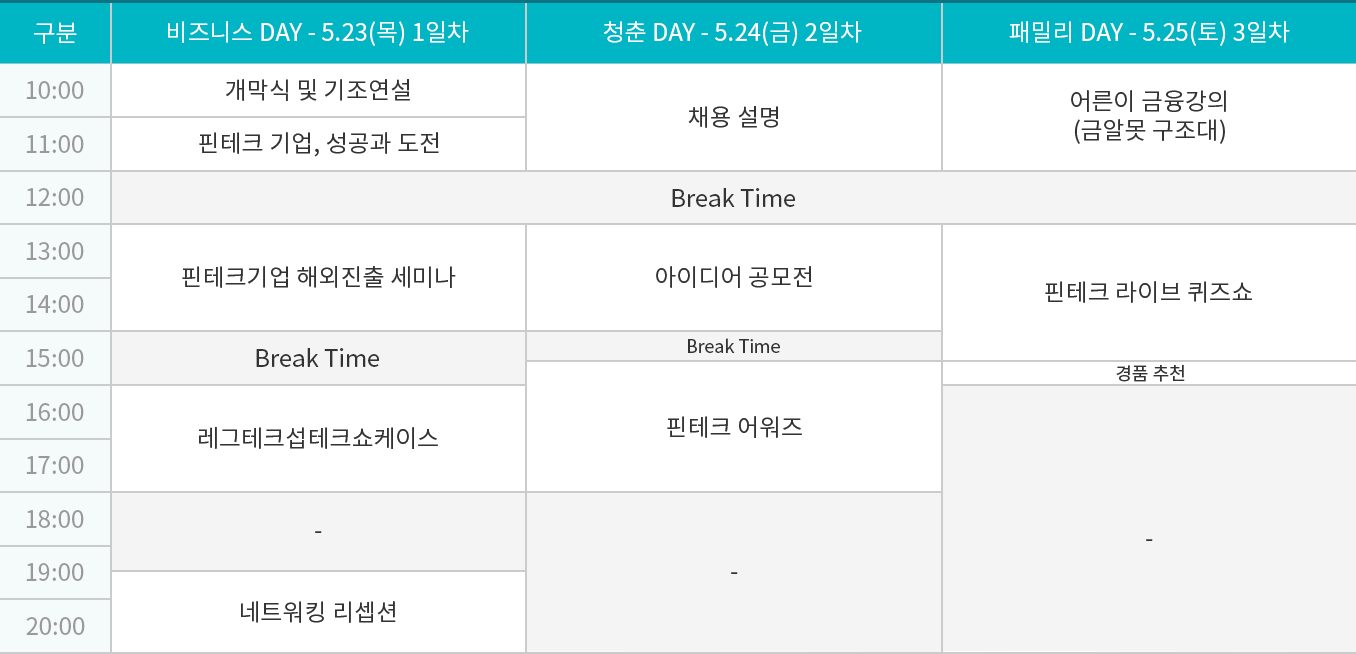 구분
비즈니스 DAY - 5.23(목) 1일차
청춘 DAY - 5.24(금) 2일차
패밀리 DAY - 5.25(토) 3일차
10:00
개막식 및 기조연설
채용 설명
어른이 금융강의
(금알못 구조대)
11:00
핀테크 기업, 성공과 도전
12:00
Break Time
13:00
핀테크기업 해외진출 세미나
아이디어 공모전
핀테크 라이브 퀴즈쇼
14:00
15:00
Break Time
Break Time
경품 추천
16:00
레그테크섭테크쇼케이스
핀테크 어워즈
17:00
18:00
-
-
-
19:00
네트워킹 리셉션
20:00